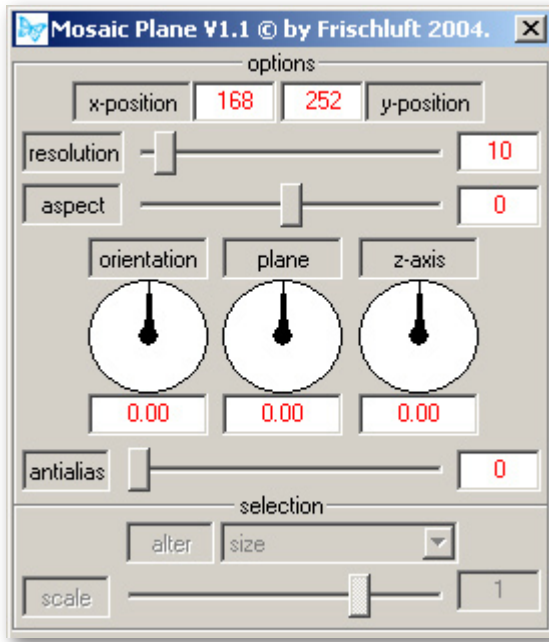 Mosaic Plane V1.1 © by Frischluft 2004.
options
x-position 168 252 y-position
resolution 10
aspect 0
orientation plane z-axis
0.00 0.00 0.00
antialias 0
selection
alter size
scale 1